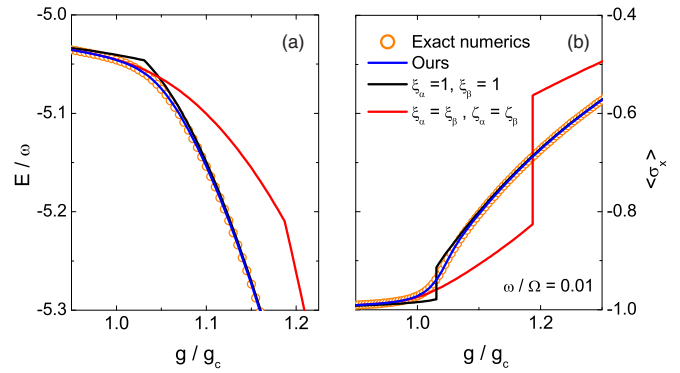 (a)
-5.0
-5.1
-5.2
-5.3
E / ω
1.0
1.1
1.2
g / g_c
(b)
Exact numerics
Ours
ξ_α =1, ξ_β = 1
ξ_α = ξ_β , ζ_α = ζ_β
ω / Ω = 0.01
-0.4
-0.6
-0.8
-1.0
<σ_x>
1.0
1.2
g / g_c